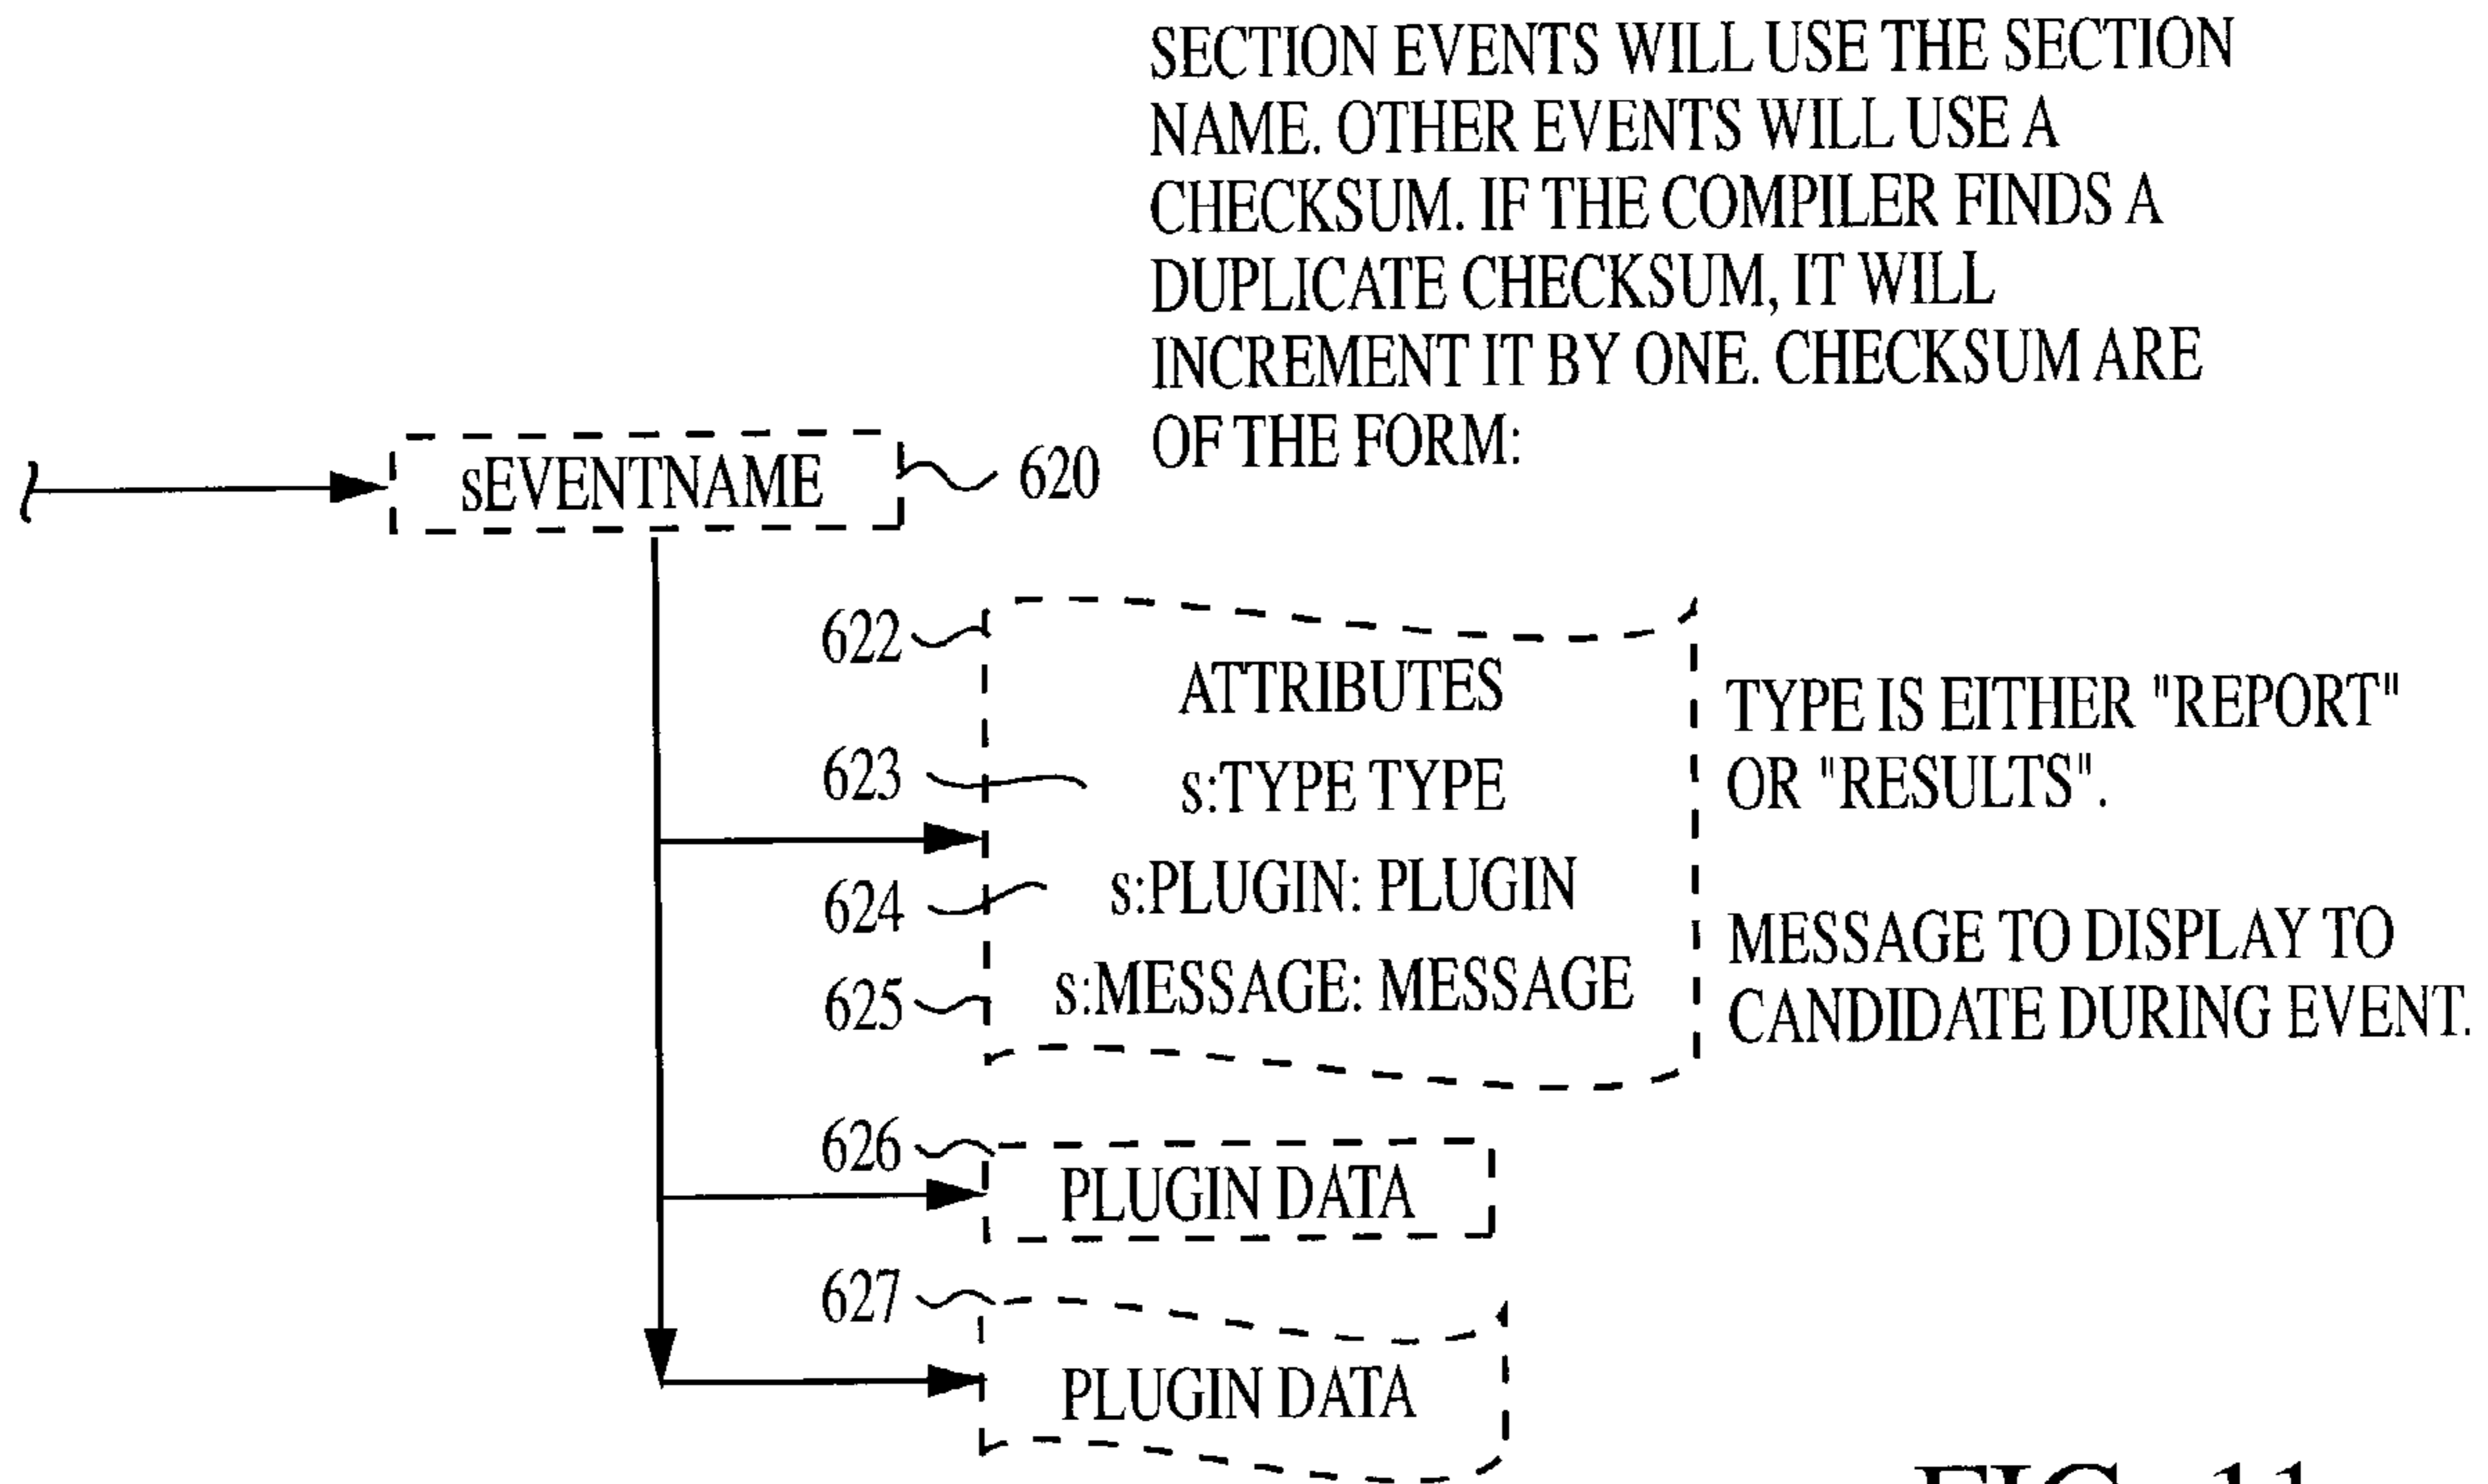 SECTION EVENTS WILL USE THE SECTION
NAME. OTHER EVENTS WILL USE A
CHECKSUM. IF THE COMPILER FINDS A
DUPLICATE CHECKSUM, IT WILL
INCREMENT IT BY ONE. CHECKSUM ARE
OF THE FORM:
sEVENTNAME
620
622
ATTRIBUTES
623
s:TYPE TYPE
TYPE IS EITHER "REPORT"
OR "RESULTS".
624
s:PLUGIN: PLUGIN
625
s:MESSAGE: MESSAGE
MESSAGE TO DISPLAY TO
CANDIDATE DURING EVENT.
626
PLUGIN DATA
627
PLUGIN DATA